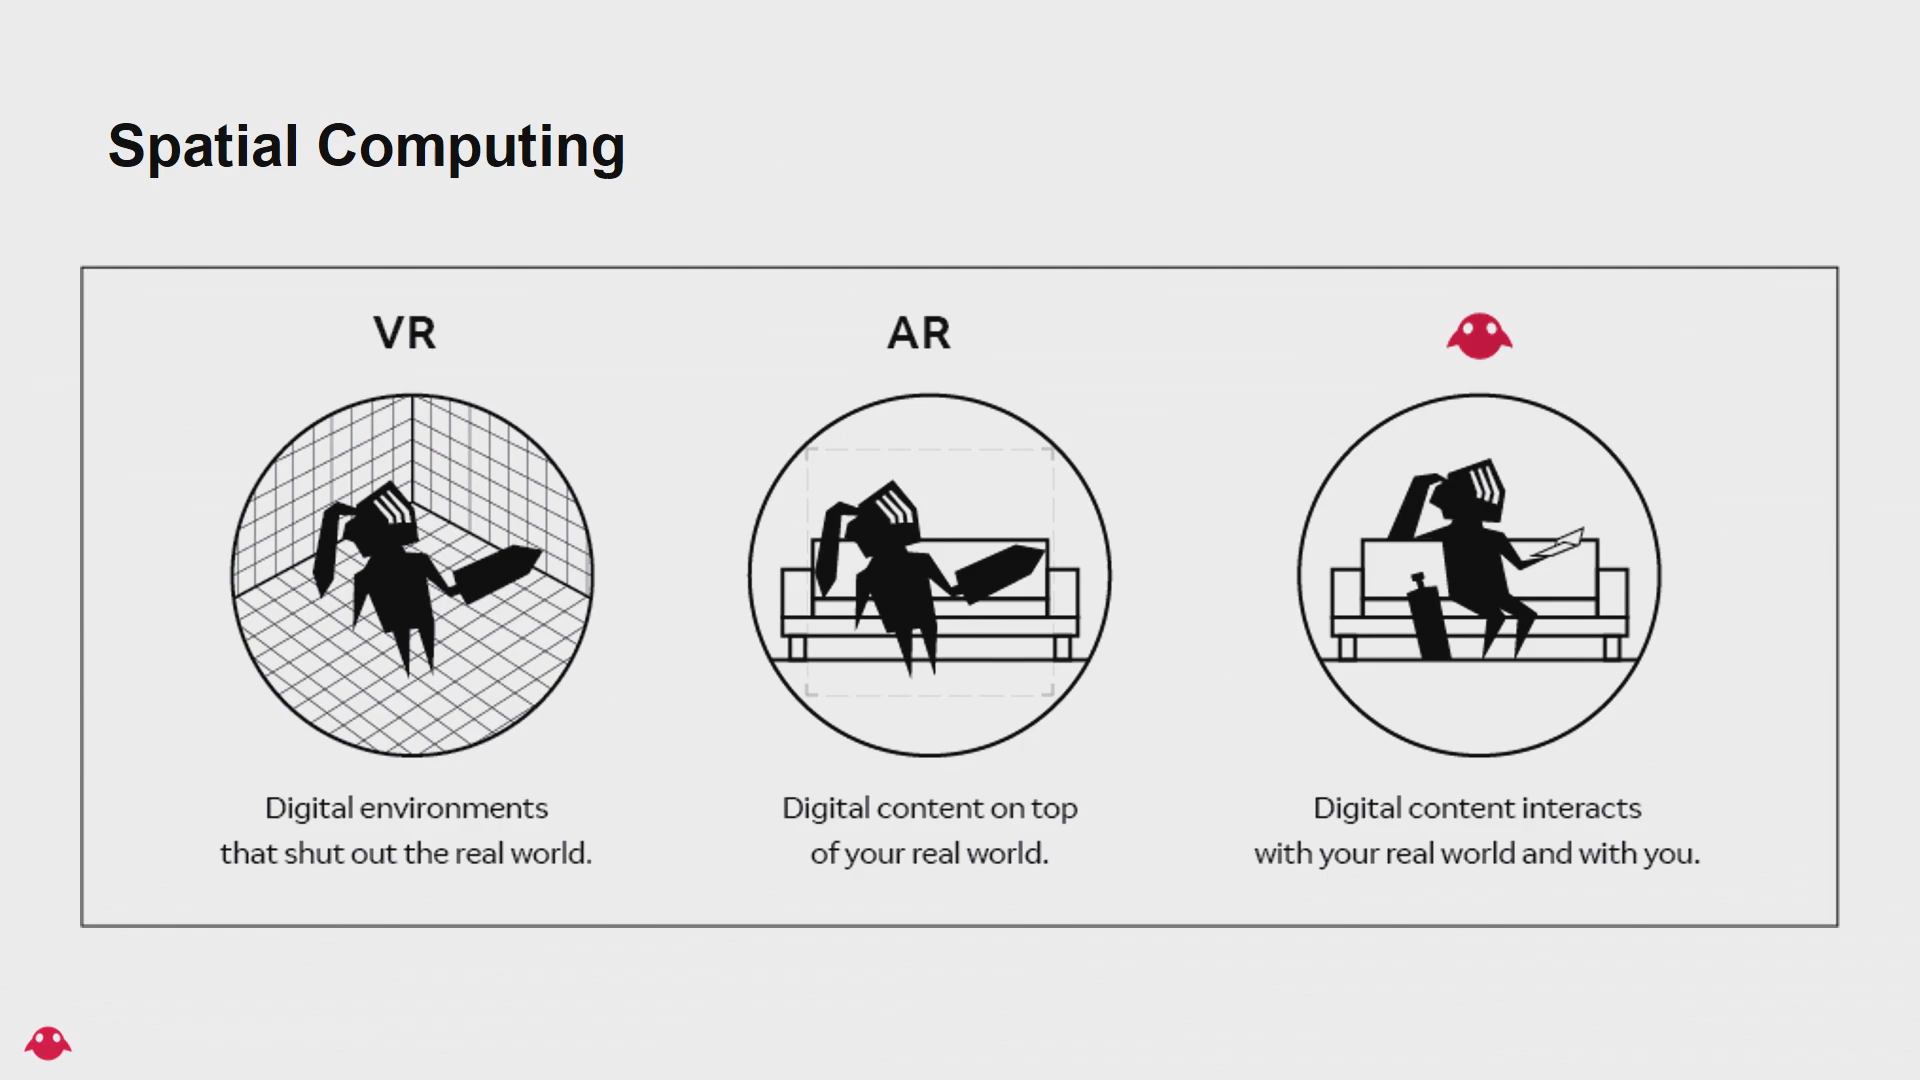 Spatial Computing
VR
Digital environments
that shut out the real world.
AR
Digital content on top
of your real world.
Digital content interacts
with your real world and with you.